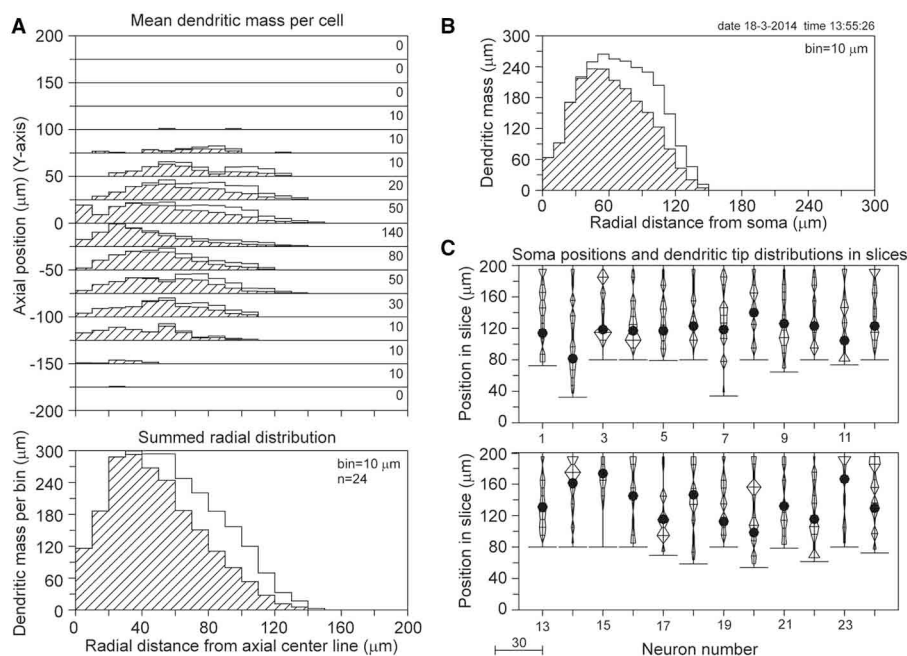 A
Mean dendritic mass per cell
200
150
100
50
0
-50
-100
-150
-200
Axial position (μm) (Y-axis)
0
0
0
10
10
10
20
50
140
80
50
30
10
10
10
0
Summed radial distribution
bin=10 μm
n=24
300
240
180
120
60
0
Dendritic mass per bin (μm)
0 40 80 120 160 200
Radial distance from axial center line (μm)
B
date 18-3-2014 time 13:55:26
bin=10 μm
300
240
180
120
60
0
Dendritic mass (μm)
0 60 120 180 240 300
Radial distance from soma (μm)
C
Soma positions and dendritic tip distributions in slices
200
160
120
80
40
0
Position in slice (μm)
1 3 5 7 9 11
200
160
120
80
40
0
Position in slice (μm)
13 15 17 19 21 23
Neuron number
30